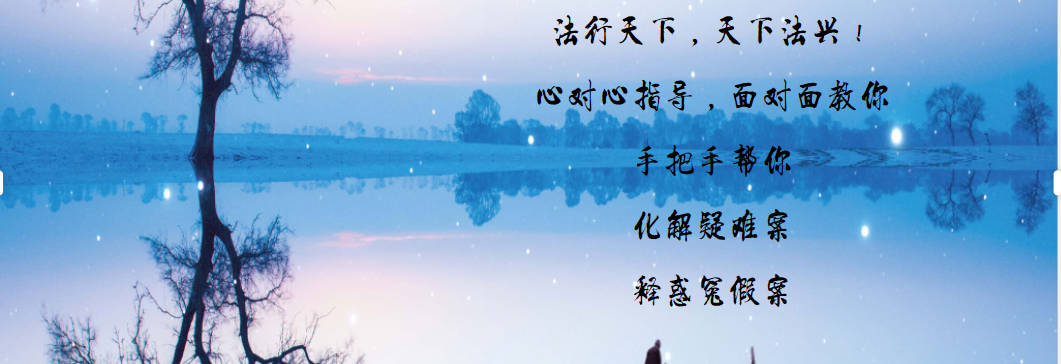 法行天下，天下法兴！
心对心指导，面对面教你
手把手帮你
化解疑难案
释惑冤假案